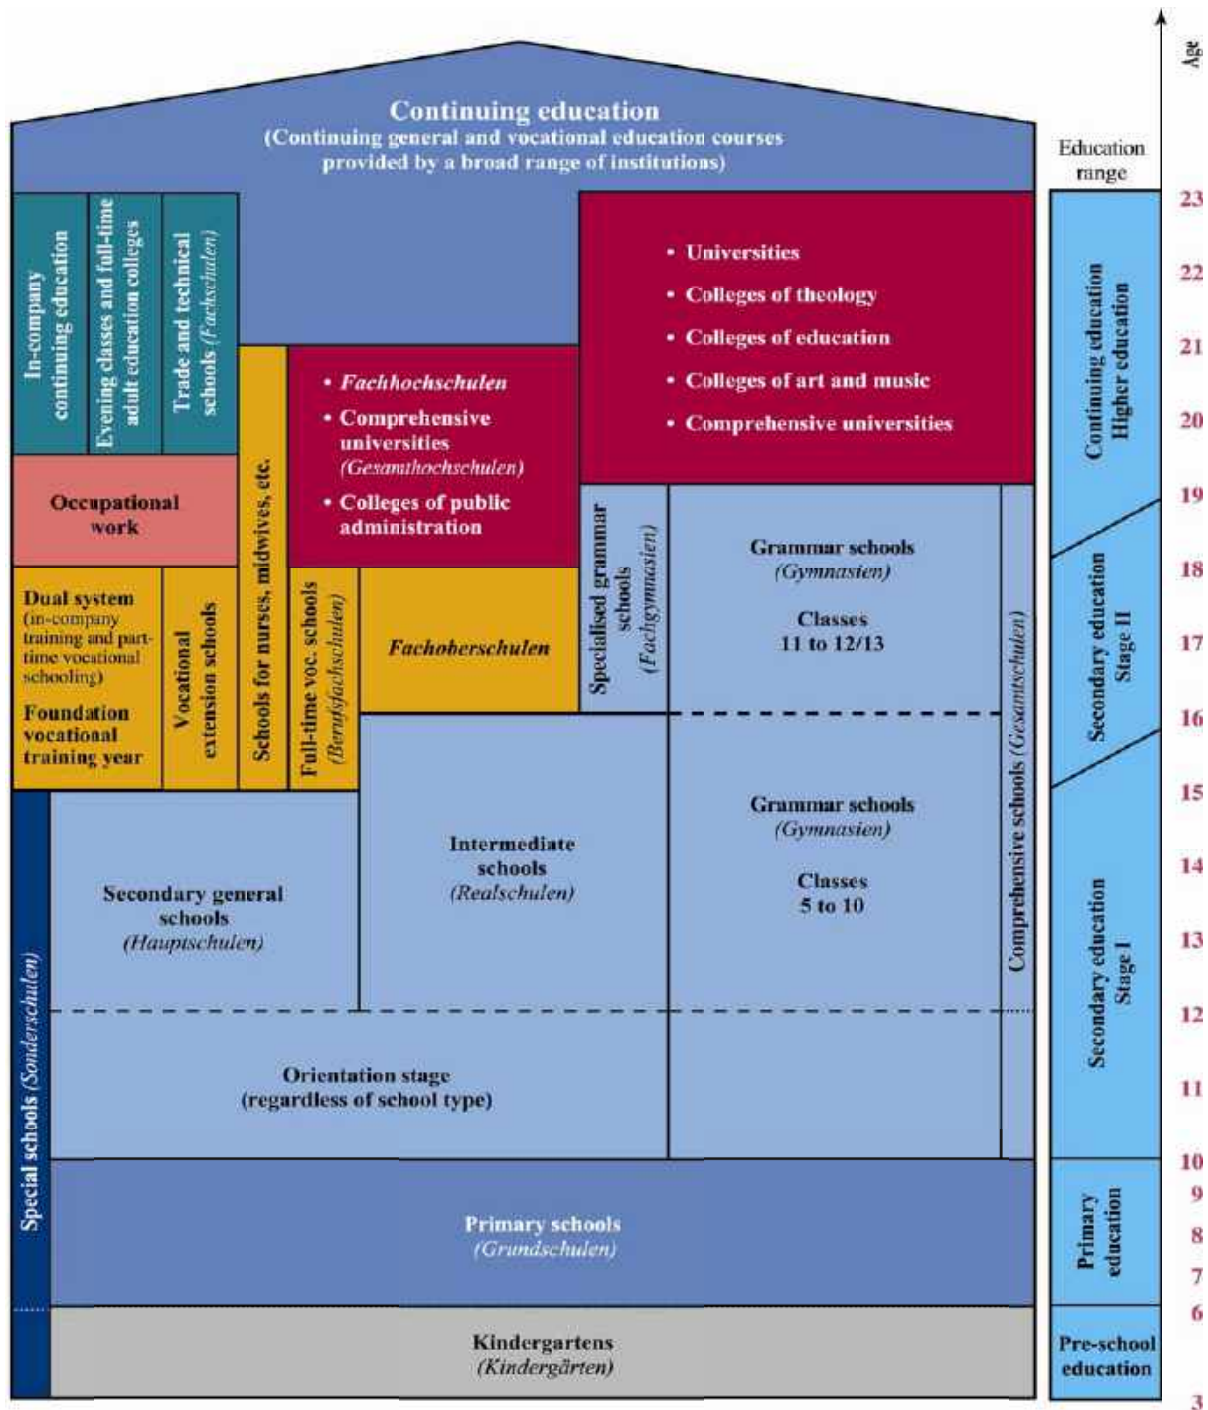 Age
Continuing education
(Continuing general and vocational education courses
provided by a broad range of institutions)
Education
range
In-company
continuing education
Evening classes and full-time
adult education colleges
Trade and technical
schools (Fachschulen)
• Universities
• Colleges of theology
• Colleges of education
• Colleges of art and music
• Comprehensive universities
• Fachhochschulen
• Comprehensive
universities
(Gesamthochschulen)
• Colleges of public
administration
Occupational
work
Schools for nurses, midwives, etc.
Dual system
(in-company
training and part-
time vocational
schooling)
Foundation
vocational
training year
Vocational
extension schools
Full-time voc. schools
(Berufsfachschulen)
Fachoberschulen
Specialised grammar
schools
(Fachgymnasien)
Grammar schools
(Gymnasien)
Classes
11 to 12/13
Comprehensive schools (Gesamtschulen)
Special schools (Sonderschulen)
Secondary general
schools
(Hauptschulen)
Intermediate
schools
(Realschulen)
Grammar schools
(Gymnasien)
Classes
5 to 10
Orientation stage
(regardless of school type)
Primary schools
(Grundschulen)
Kindergartens
(Kindergärten)
Continuing education
Higher education
Secondary education
Stage II
Secondary education
Stage I
Primary
education
Pre-school
education
23
22
21
20
19
18
17
16
15
14
13
12
11
10
9
8
7
6
3